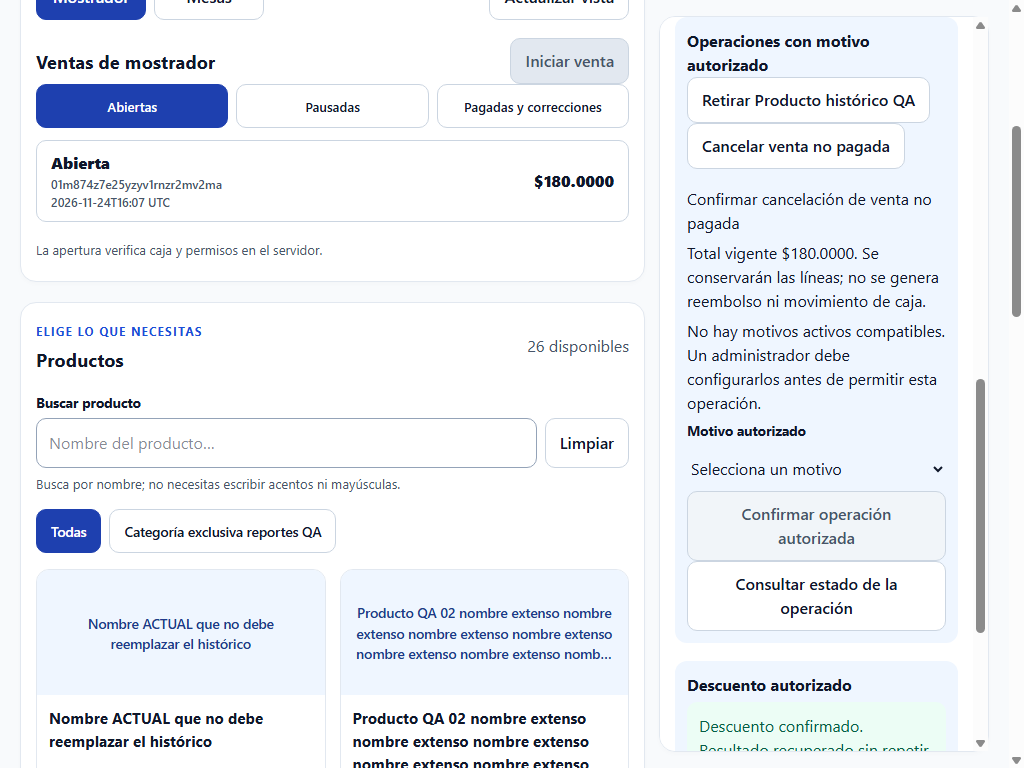 Mostrador
Mesas
Actualizar vista
Ventas de mostrador
Iniciar venta
Abiertas
Pausadas
Pagadas y correcciones
Abierta
01m874z7e25yzyv1rnzr2mv2ma
2026-11-24T16:07 UTC
$180.0000
La apertura verifica caja y permisos en el servidor.
ELIGE LO QUE NECESITAS
Productos
26 disponibles
Buscar producto
Nombre del producto...
Limpiar
Busca por nombre; no necesitas escribir acentos ni mayúsculas.
Todas
Categoría exclusiva reportes QA
Nombre ACTUAL que no debe
reemplazar el histórico
Producto QA 02 nombre extenso nombre
extenso nombre extenso nombre extenso
nombre extenso nombre extenso nomb...
Nombre ACTUAL que no debe
reemplazar el histórico
Producto QA 02 nombre extenso
nombre extenso nombre extenso
nombre extenso nombre extenso
Operaciones con motivo
autorizado
Retirar Producto histórico QA
Cancelar venta no pagada
Confirmar cancelación de venta no
pagada
Total vigente $180.0000. Se
conservarán las líneas; no se genera
reembolso ni movimiento de caja.
No hay motivos activos compatibles.
Un administrador debe
configurarlos antes de permitir esta
operación.
Motivo autorizado
Selecciona un motivo
Confirmar operación
autorizada
Consultar estado de la
operación
Descuento autorizado
Descuento confirmado.
Resultado recuperado sin repetir